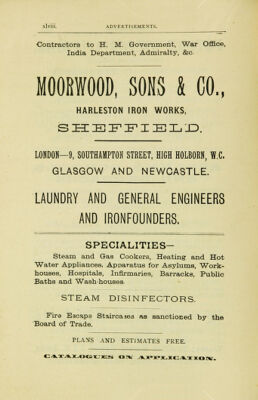 xlviii. ADVERTISEMENTS.
Contractors to H. M. Government, War Office,
India Department, Admiralty, &c.
MOORWOOD, SONS & CO.,
HARLESTON IRON WORKS,
SHEFFIELD.
LONDON—9, SOUTHAMPTON STREET, HIGH HOLBORN, W.C.
GLASGOW AND NEWCASTLE.
LAUNDRY AND GENERAL ENGINEERS
AND IRONFOUNDERS.
SPECIALITIES—
Steam and Gas Cookers, Heating and Hot
Water Appliances. Apparatus for Asylums, Work-
houses, Hospitals, Infirmaries, Barracks, Public
Baths and Wash-houses
STEAM DISINFECTORS.
Fire Escape Staircases as sanctioned by the
Board of Trade.
PLANS AND ESTIMATES FREE.
CATALOGUES ON APPLICATION.